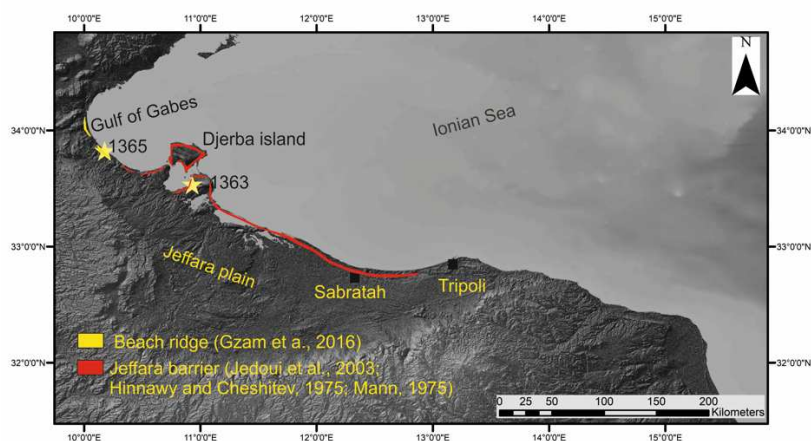 10°0'0"E 11°0'0"E 12°0'0"E 13°0'0"E 14°0'0"E 15°0'0"E
N
34°0'0"N 34°0'0"N
Gulf of Gabes
Ionian Sea
1365
Djerba island
1363
33°0'0"N 33°0'0"N
Jeffara plain
Sabratah
Tripoli
Beach ridge (Gzam et a., 2016)
Jeffara barrier (Jedoui et al., 2003;
Hinnawy and Cheshitev, 1975; Mann, 1975)
32°0'0"N 32°0'0"N
0 25 50 100 150 200
Kilometers
10°0'0"E 11°0'0"E 12°0'0"E 13°0'0"E 14°0'0"E 15°0'0"E